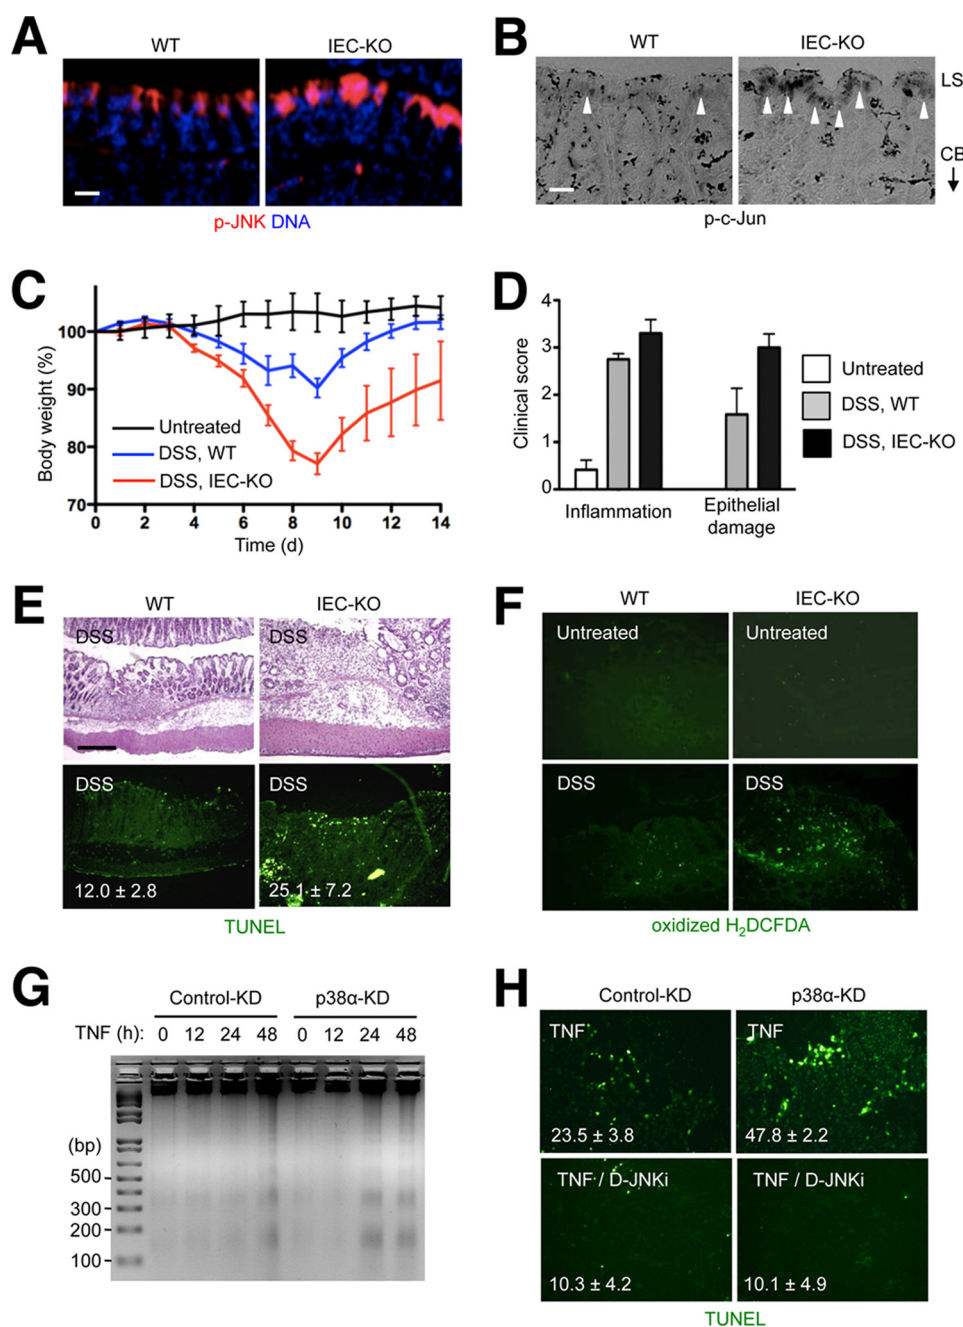 A
WT
IEC-KO
p-JNK DNA
B
WT
IEC-KO
LS
CB
p-c-Jun
C
Body weight (%)
100
90
80
70
Untreated
DSS, WT
DSS, IEC-KO
0 2 4 6 8 10 12 14
Time (d)
D
Clinical score
4
3
2
1
0
Inflammation
Epithelial
damage
Untreated
DSS, WT
DSS, IEC-KO
E
WT
IEC-KO
DSS
DSS
DSS
DSS
12.0 ± 2.8
25.1 ± 7.2
TUNEL
F
WT
IEC-KO
Untreated
Untreated
DSS
DSS
oxidized H₂DCFDA
G
Control-KD
p38α-KD
TNF (h): 0 12 24 48 0 12 24 48
(bp)
500
300
200
100
H
Control-KD
p38α-KD
TNF
TNF
23.5 ± 3.8
47.8 ± 2.2
TNF / D-JNKi
TNF / D-JNKi
10.3 ± 4.2
10.1 ± 4.9
TUNEL